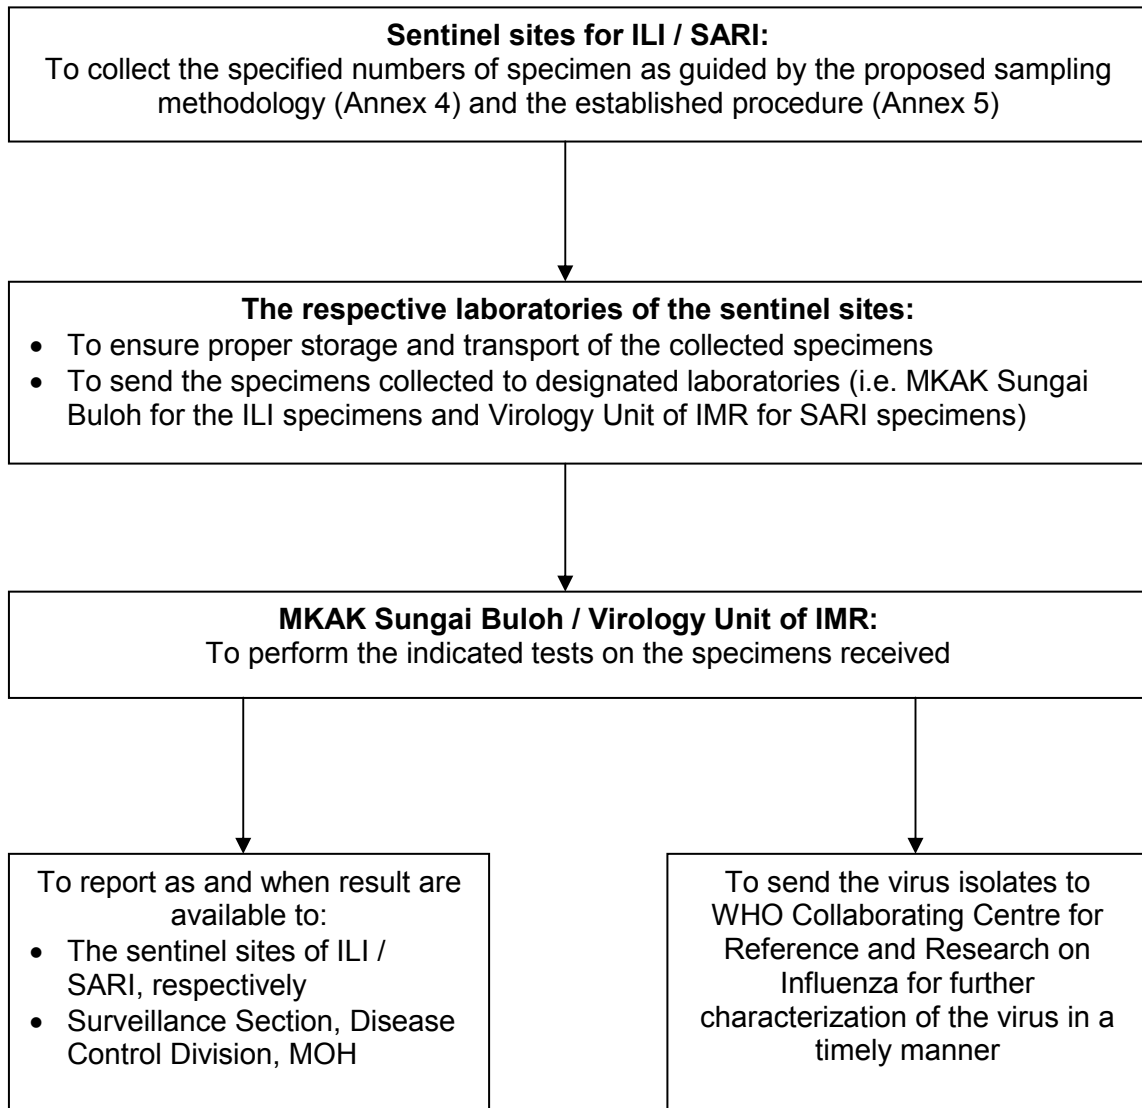 Sentinel sites for ILI / SARI:
To collect the specified numbers of specimen as guided by the proposed sampling
methodology (Annex 4) and the established procedure (Annex 5)
The respective laboratories of the sentinel sites:
• To ensure proper storage and transport of the collected specimens
• To send the specimens collected to designated laboratories (i.e. MKAK Sungai
Buloh for the ILI specimens and Virology Unit of IMR for SARI specimens)
MKAK Sungai Buloh / Virology Unit of IMR:
To perform the indicated tests on the specimens received
To report as and when result are
available to:
• The sentinel sites of ILI /
SARI, respectively
• Surveillance Section, Disease
Control Division, MOH
To send the virus isolates to
WHO Collaborating Centre for
Reference and Research on
Influenza for further
characterization of the virus in a
timely manner